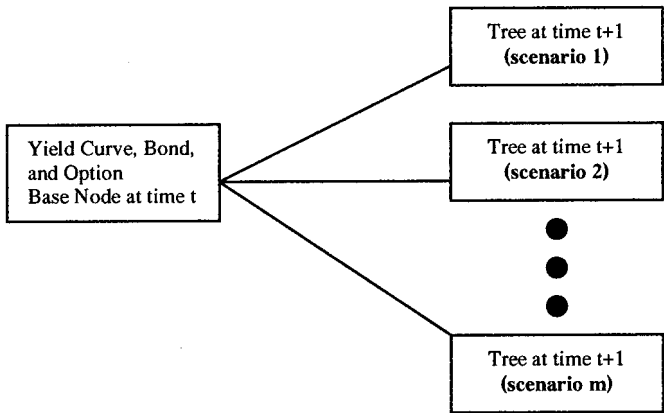 Tree at time t+1
(scenario 1)
Yield Curve, Bond,
and Option
Base Node at time t
Tree at time t+1
(scenario 2)
Tree at time t+1
(scenario m)